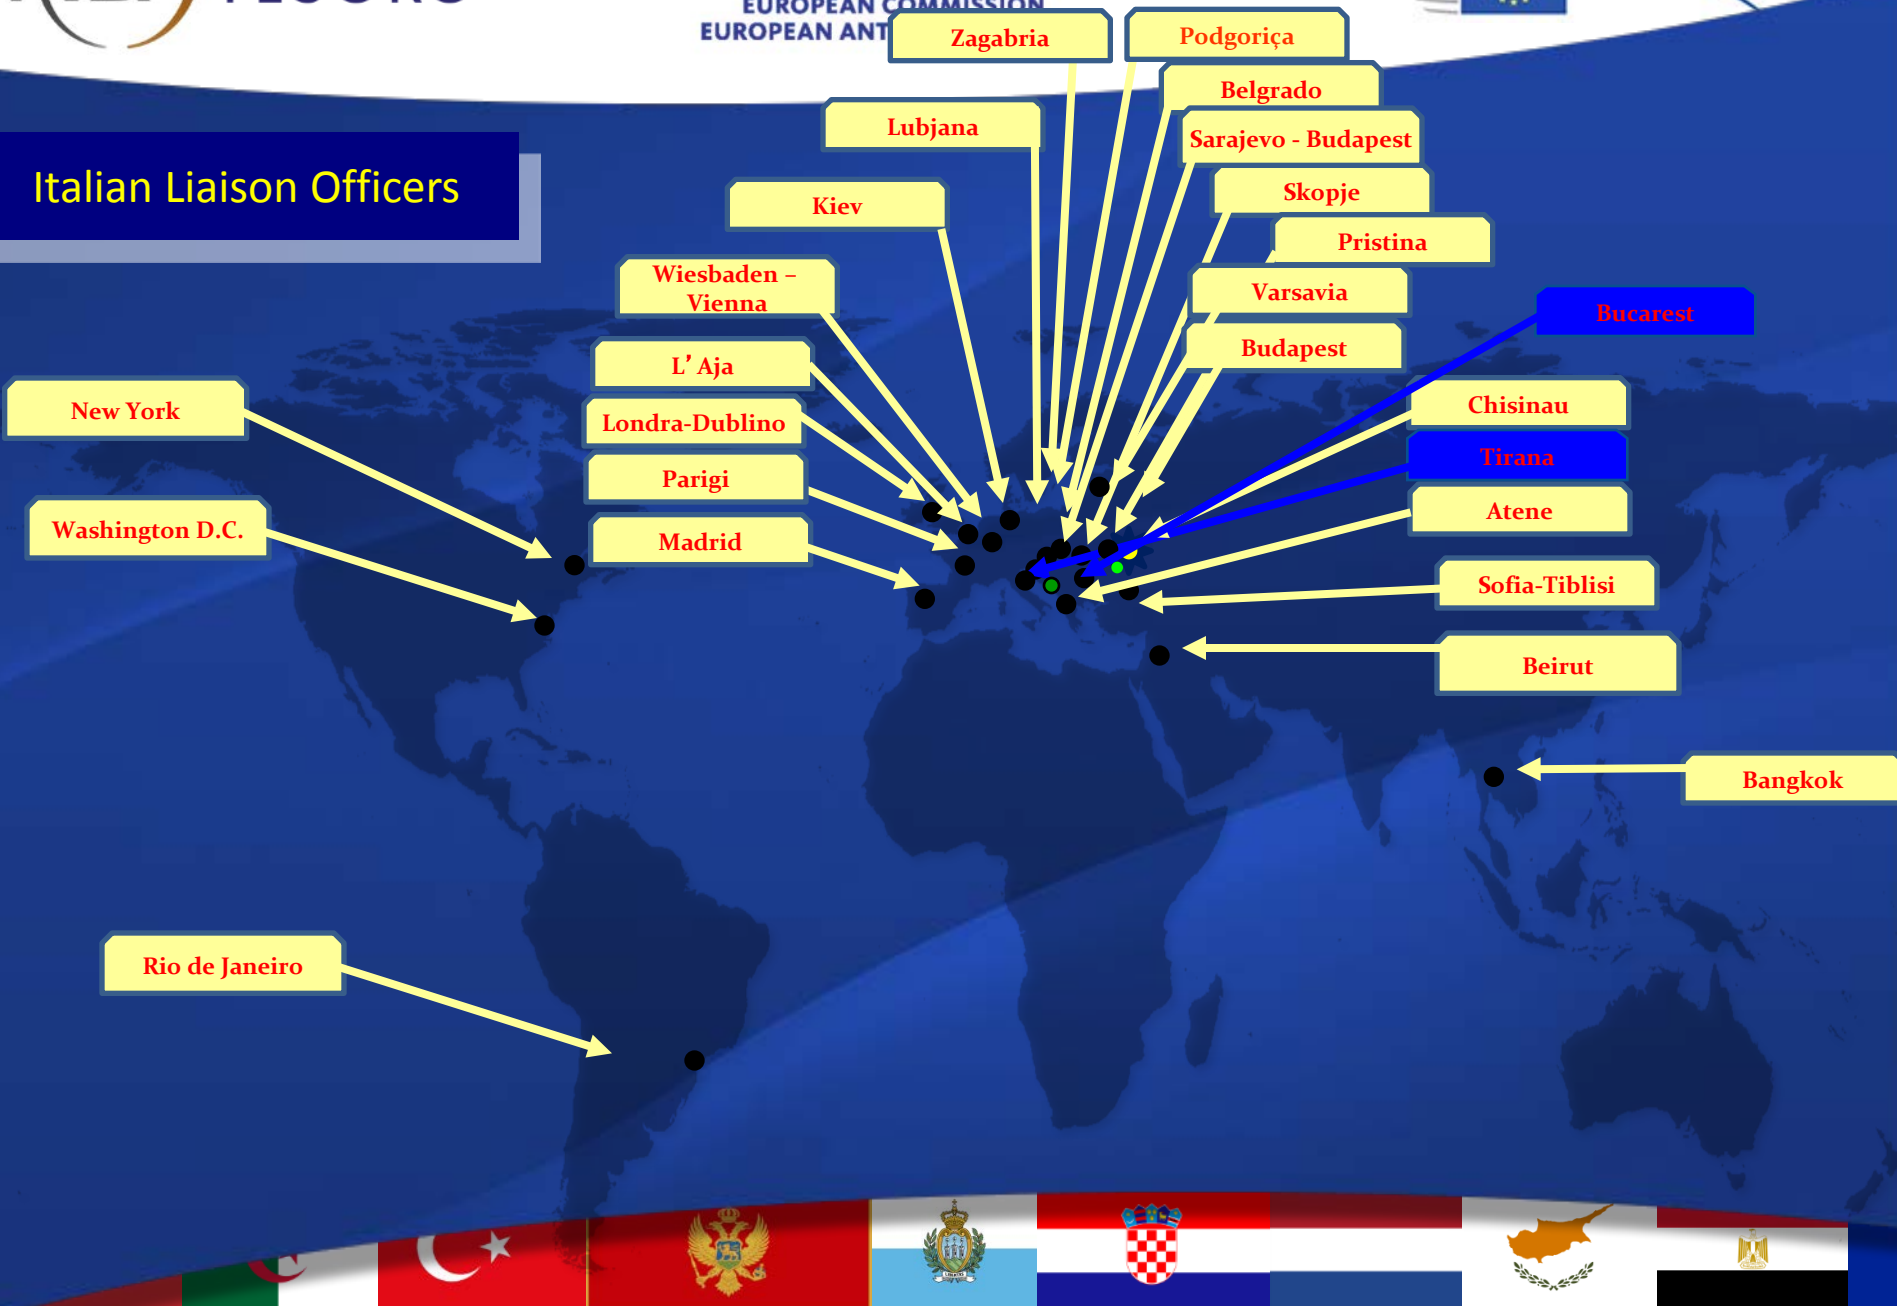 EUROPEAN COMMISSION
Zagabria
Podgoriça
Belgrado
Lubjana
Sarajevo - Budapest
Italian Liaison Officers
Kiev
Skopje
Pristina
Wiesbaden –
Vienna
Varsavia
Bucarest
L’ Aja
Budapest
New York
Londra-Dublino
Chisinau
Parigi
Tirana
Washington D.C.
Madrid
Atene
Sofia-Tiblisi
Beirut
Bangkok
Rio de Janeiro
EUROPEAN
LIBERTAS